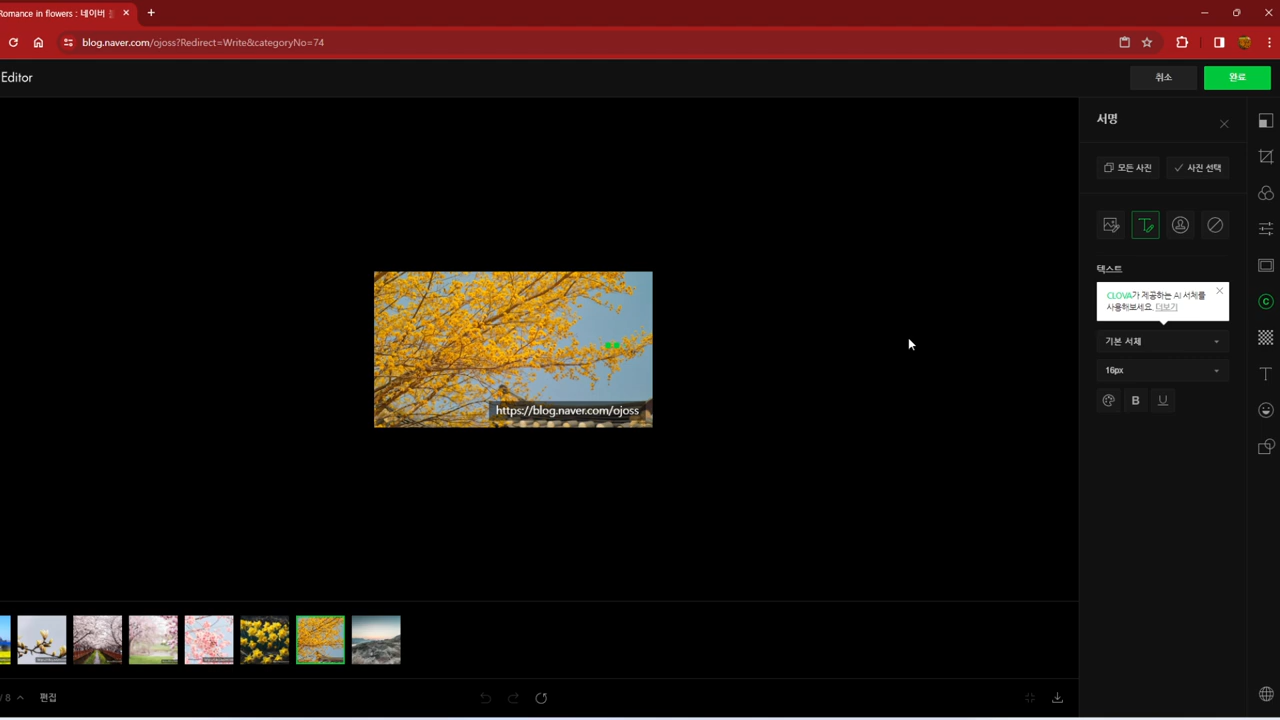 Romance in flowers : 네이버
blog.naver.com/ojoss?Redirect=Write&categoryNo=74
Editor
취소
완료
서명
모든 사진
사진 선택
텍스트
CLOVA가 제공하는 AI 서체를
사용해보세요. 더보기
기본 서체
16px
B U
https://blog.naver.com/ojoss
/ 8
편집